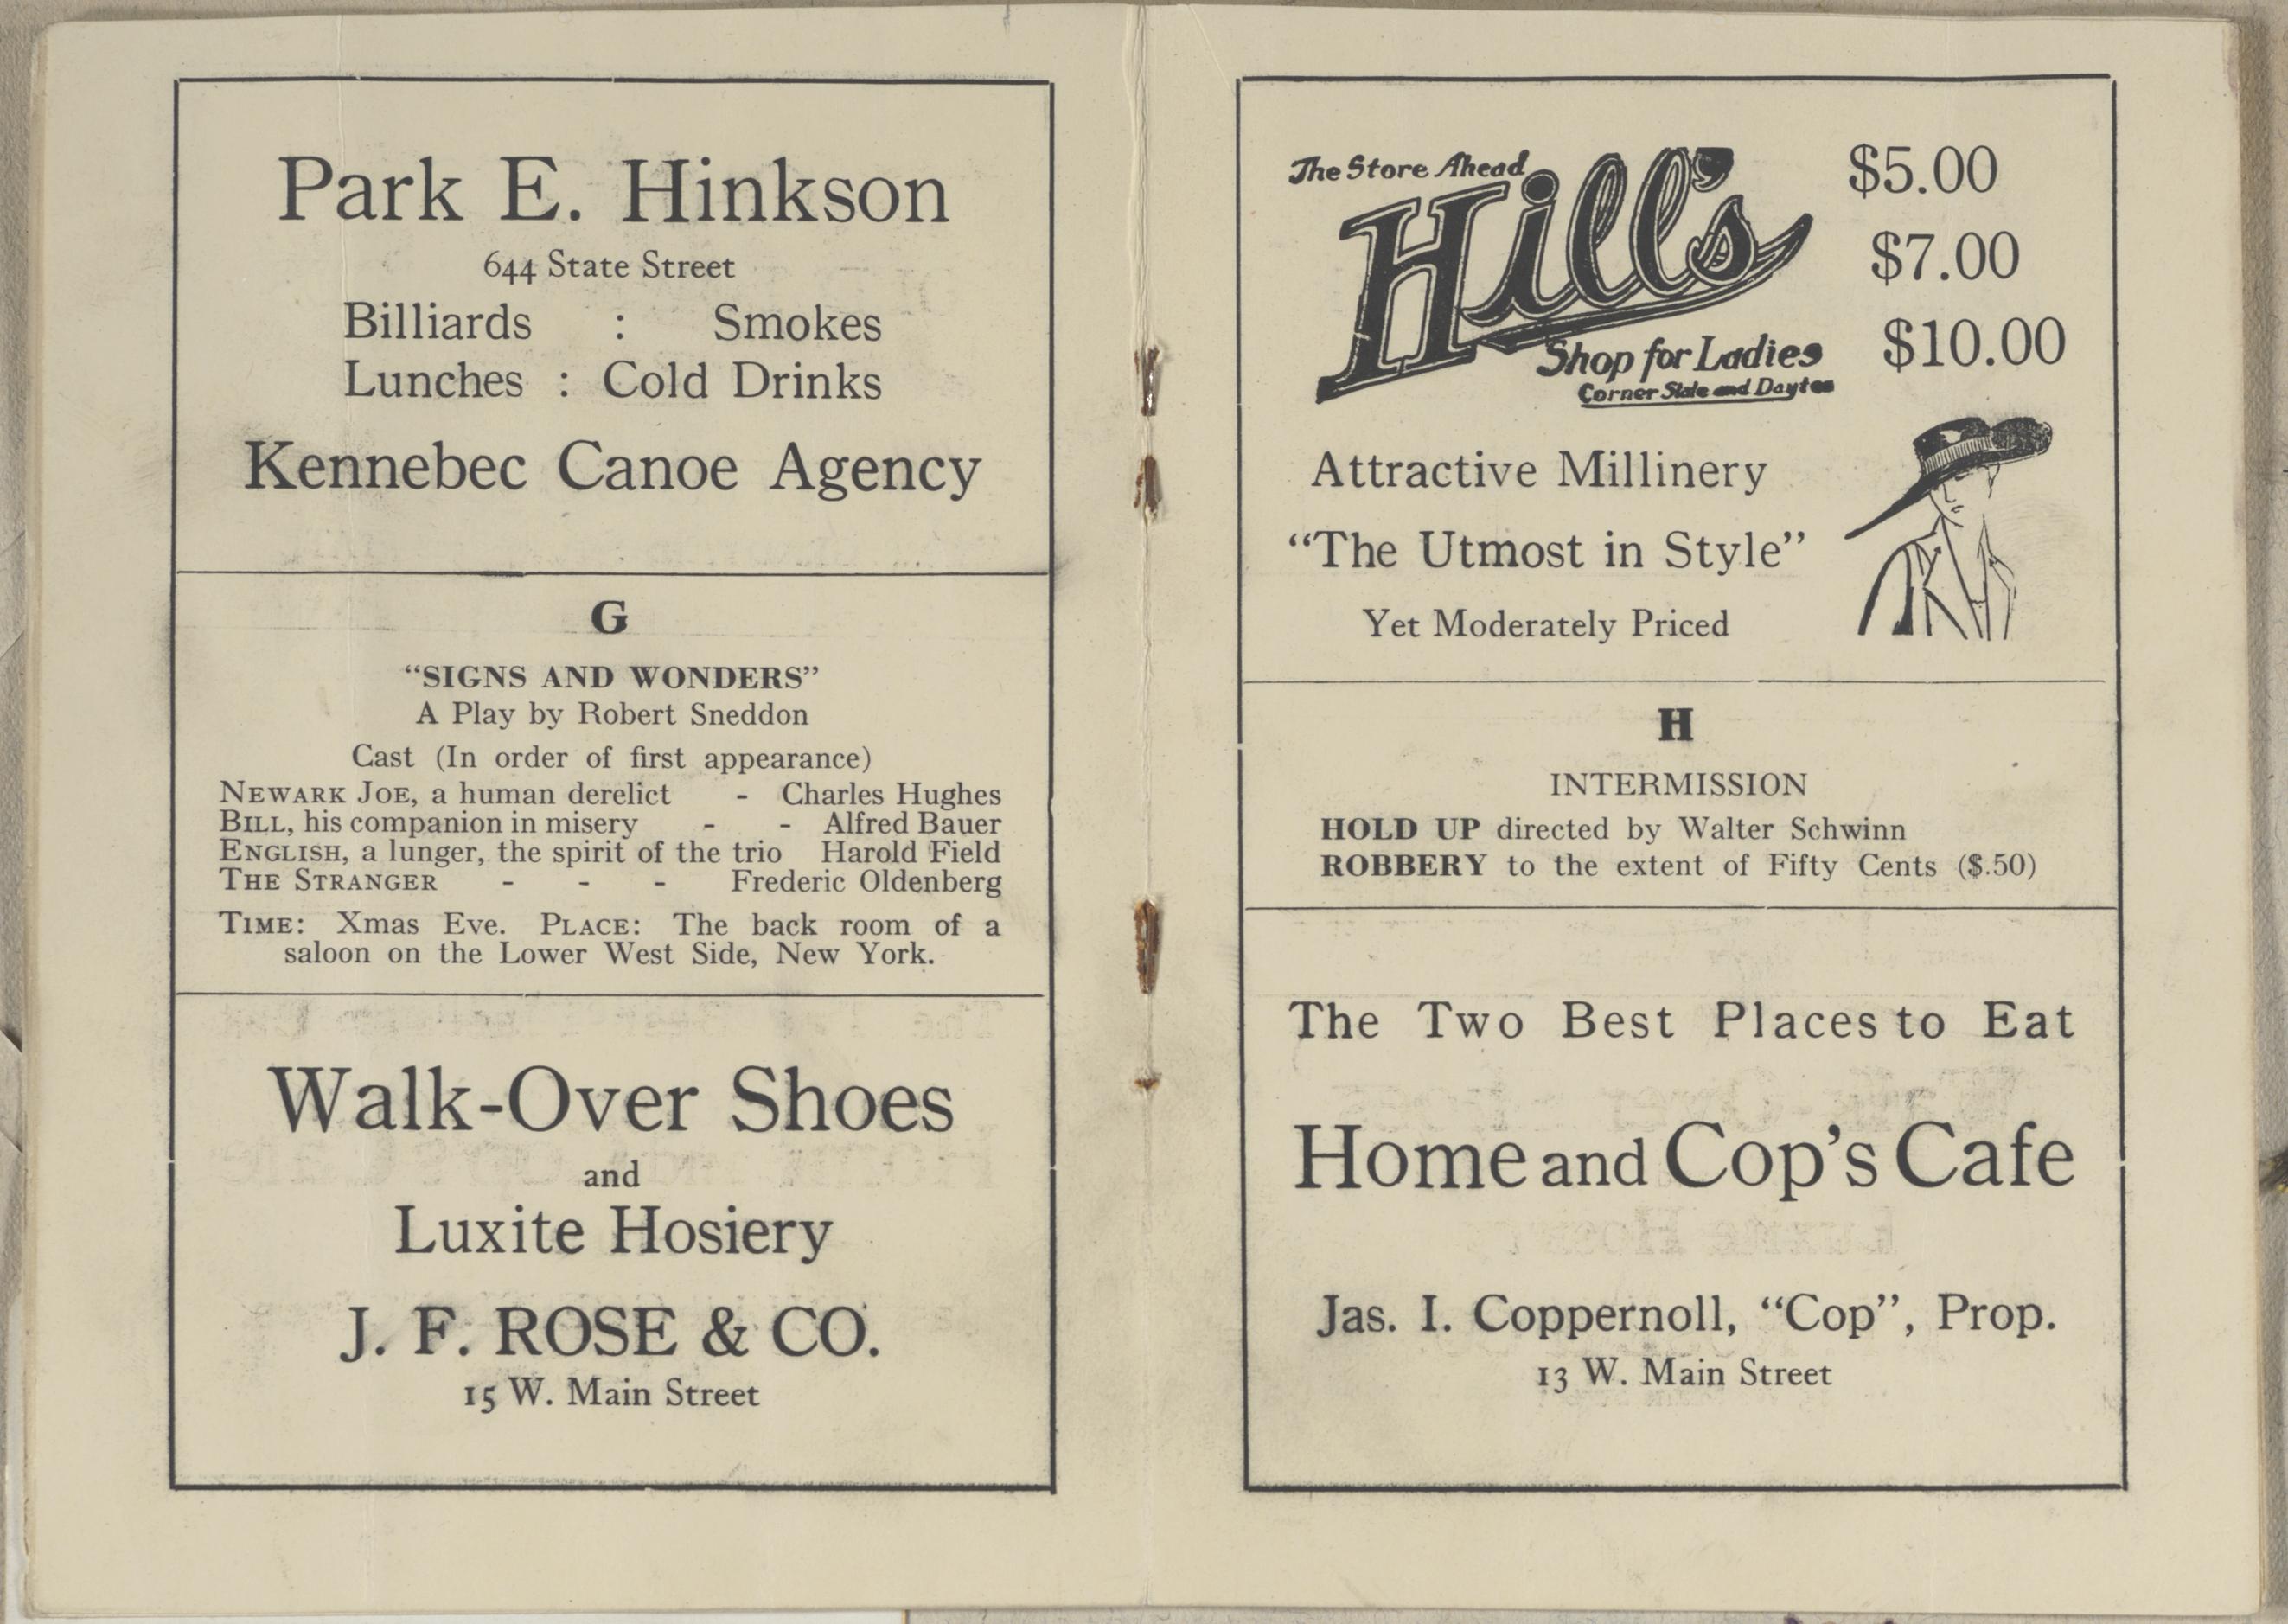 Park E. Hinkson
644 State Street
Billiards : Smokes
Lunches : Cold Drinks
Kennebec Canoe Agency
G
“SIGNS AND WONDERS”
A Play by Robert Sneddon
Cast (In order of first appearance)
NEWARK JOE, a human derelict - Charles Hughes
BILL, his companion in misery - - Alfred Bauer
ENGLISH, a lunger, the spirit of the trio Harold Field
THE STRANGER - - - Frederic Oldenberg
TIME: Xmas Eve. PLACE: The back room of a
saloon on the Lower West Side, New York.
Walk-Over Shoes
and
Luxite Hosiery
J. F. ROSE & CO.
15 W. Main Street
The Store Ahead
Hill's
Shop for Ladies
Corner State and Dayton
$5.00
$7.00
$10.00
Attractive Millinery
“The Utmost in Style”
Yet Moderately Priced
H
INTERMISSION
HOLD UP directed by Walter Schwinn
ROBBERY to the extent of Fifty Cents ($.50)
The Two Best Places to Eat
Home and Cop’s Cafe
Jas. I. Coppernoll, “Cop”, Prop.
13 W. Main Street